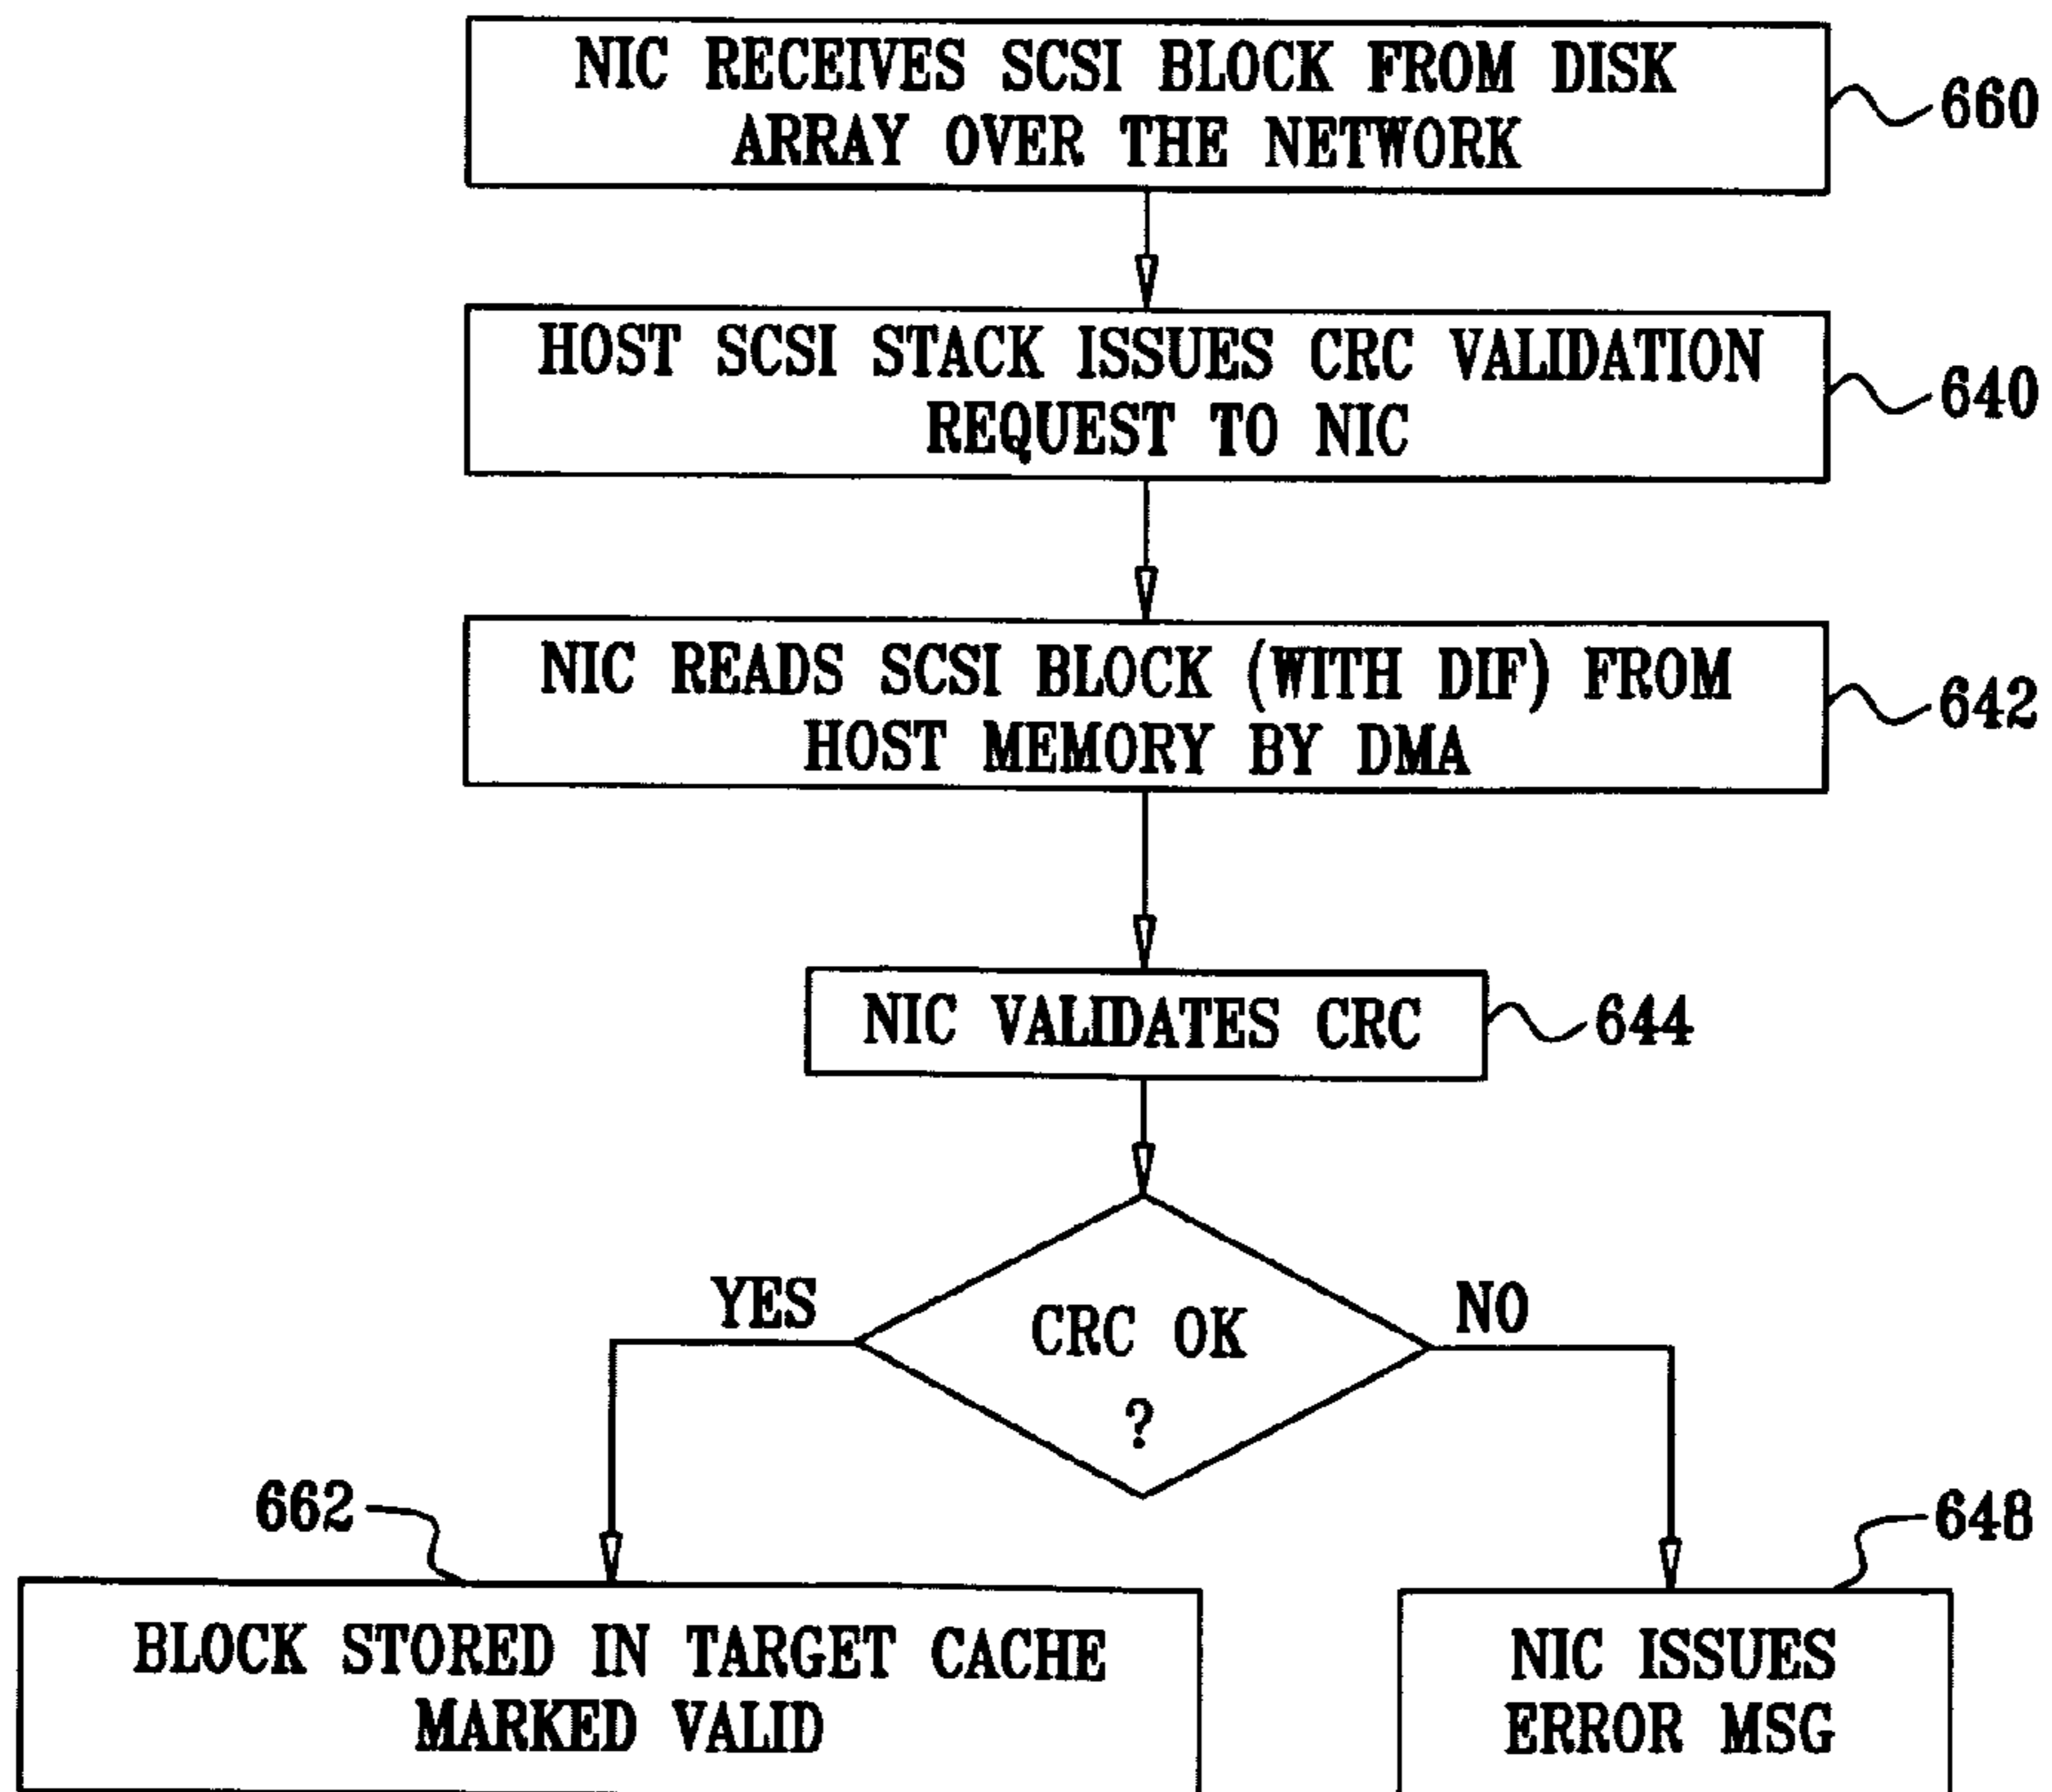 NIC RECEIVES SCSI BLOCK FROM DISK
ARRAY OVER THE NETWORK
660
HOST SCSI STACK ISSUES CRC VALIDATION
REQUEST TO NIC
640
NIC READS SCSI BLOCK (WITH DIF) FROM
HOST MEMORY BY DMA
642
NIC VALIDATES CRC
644
YES
CRC OK
?
NO
662
648
BLOCK STORED IN TARGET CACHE
MARKED VALID
NIC ISSUES
ERROR MSG